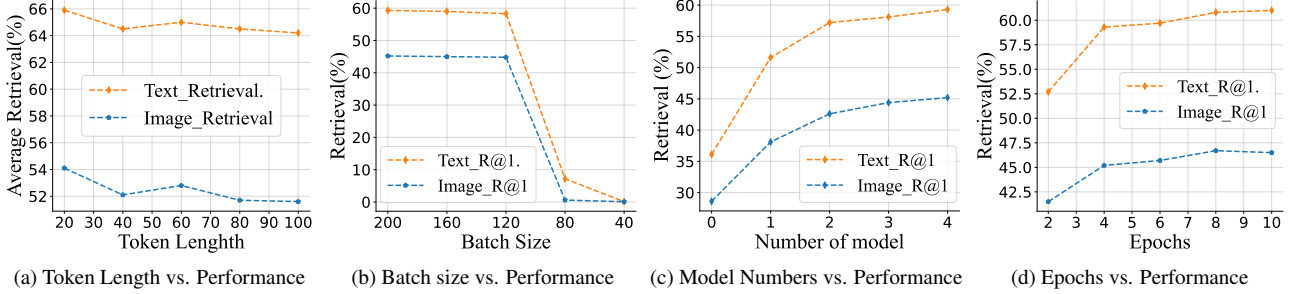 Average Retrieval(%)
66
64
62
60
58
56
54
52
Text_Retrieval.
Image_Retrieval
20 30 40 50 60 70 80 90 100
Token Lenghth
(a) Token Length vs. Performance
Retrieval(%)
60
50
40
30
20
10
0
Text_R@1.
Image_R@1
200 160 120 80 40
Batch Size
(b) Batch size vs. Performance
Retrieval (%)
60
55
50
45
40
35
30
Text_R@1
Image_R@1
0 1 2 3 4
Number of model
(c) Model Numbers vs. Performance
Retrieval(%)
60.0
57.5
55.0
52.5
50.0
47.5
45.0
42.5
Text_R@1.
Image_R@1
2 3 4 5 6 7 8 9 10
Epochs
(d) Epochs vs. Performance